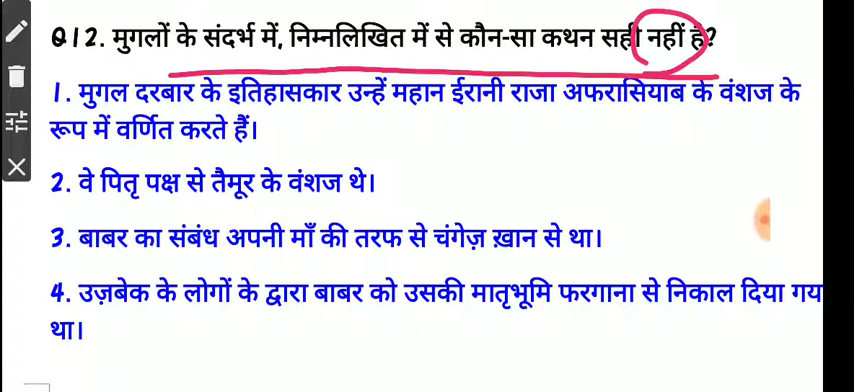 Q12. मुगलों के संदर्भ में, निम्नलिखित में से कौन-सा कथन सही नहीं है?
1. मुगल दरबार के इतिहासकार उन्हें महान ईरानी राजा अफरासियाब के वंशज के
रूप में वर्णित करते हैं।
2. वे पितृ पक्ष से तैमूर के वंशज थे।
3. बाबर का संबंध अपनी माँ की तरफ से चंगेज़ ख़ान से था।
4. उज़बेक के लोगों के द्वारा बाबर को उसकी मातृभूमि फरगाना से निकाल दिया गय
था।